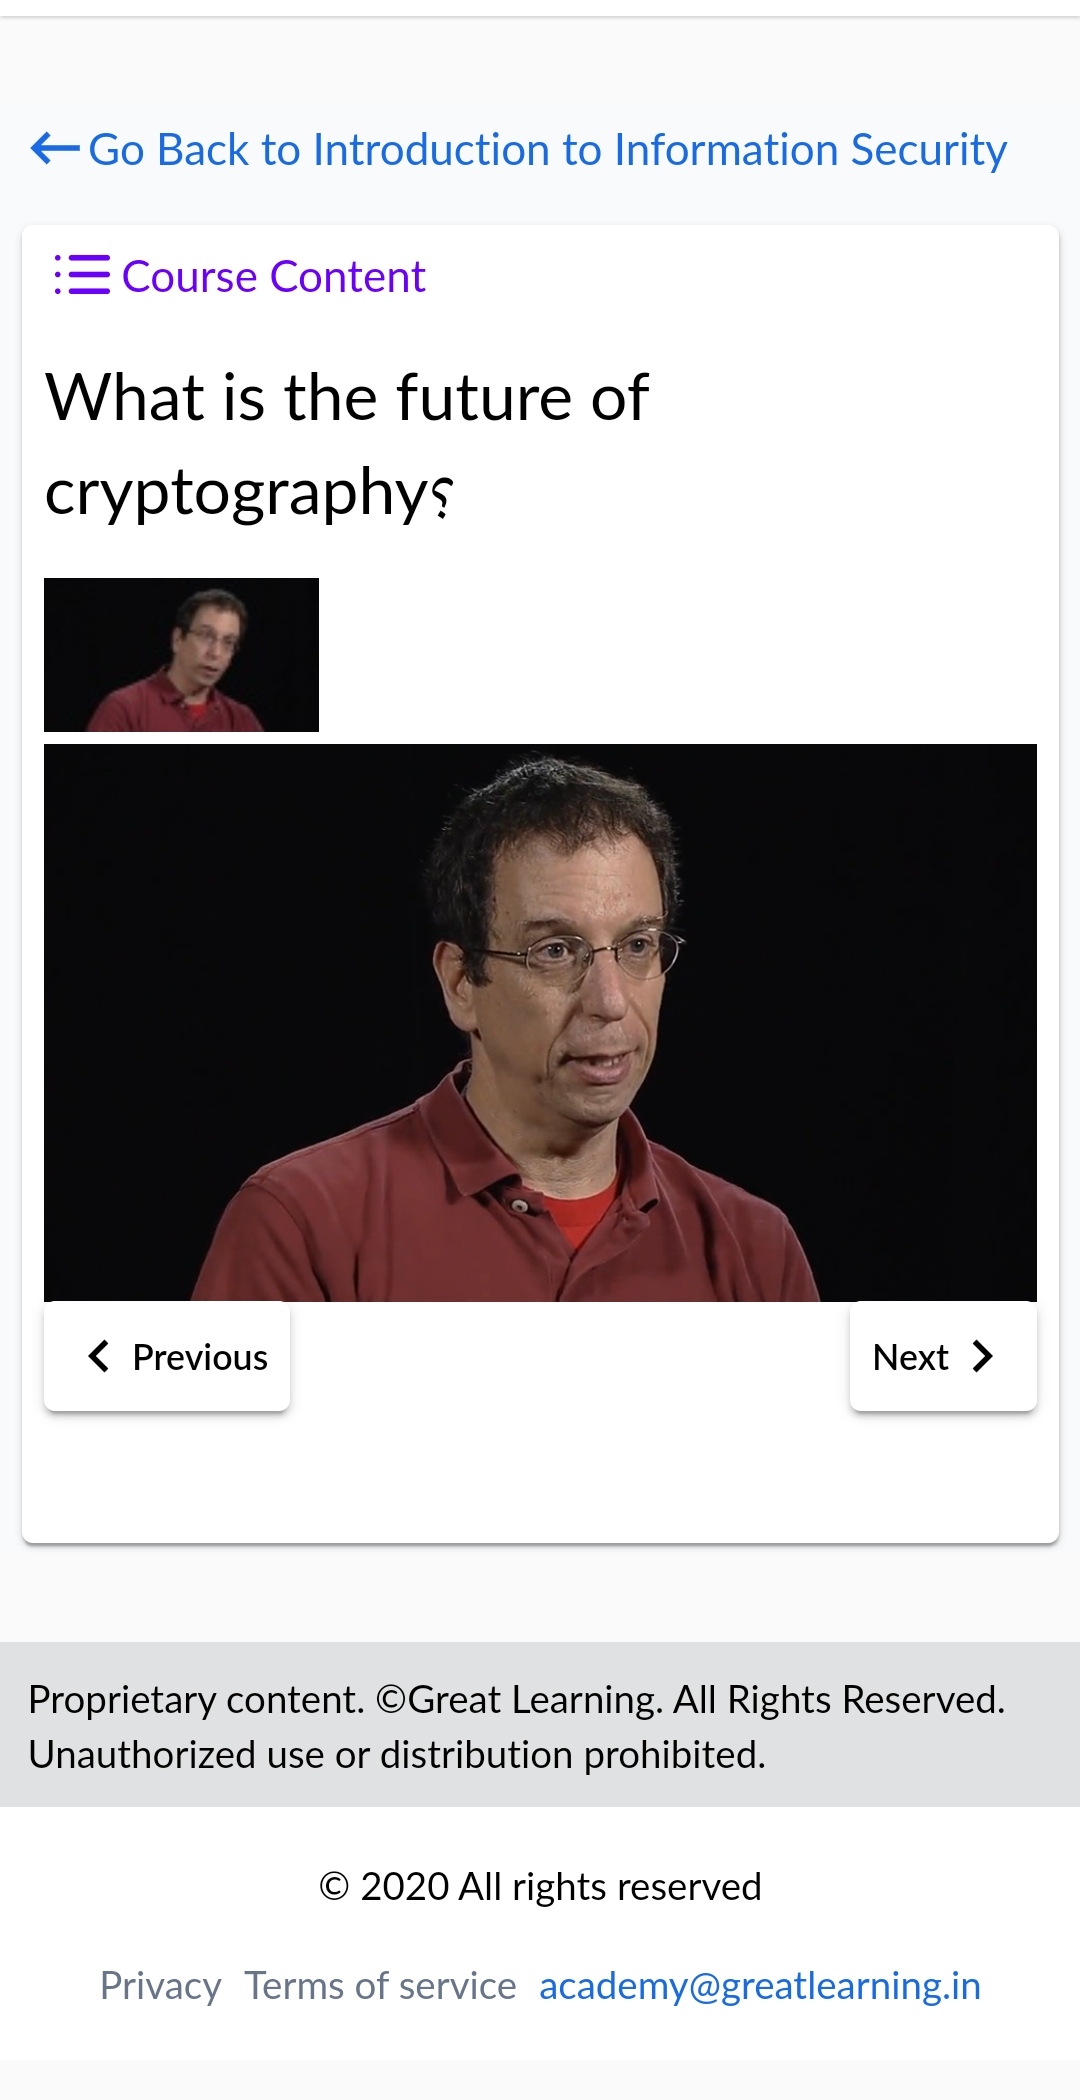 Go Back to Introduction to Information Security
Course Content
What is the future of
cryptography؟
Previous
Next
Proprietary content. ©Great Learning. All Rights Reserved.
Unauthorized use or distribution prohibited.
© 2020 All rights reserved
Privacy Terms of service academy@greatlearning.in